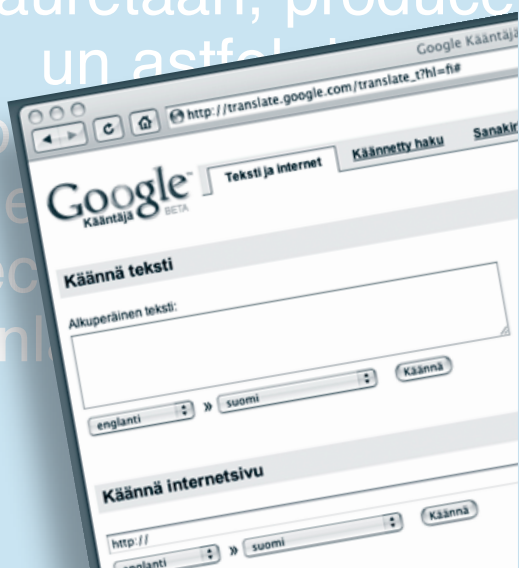 un
Google Kääntäjä
http://translate.google.com/translate_t?hl=fi#
Google
Kääntäjä BETA
Teksti ja internet Käännetty haku
Käännä teksti
Alkuperäinen teksti:
englanti » suomi Käännä
Käännä internetsivu
http://
englanti » suomi Käännä